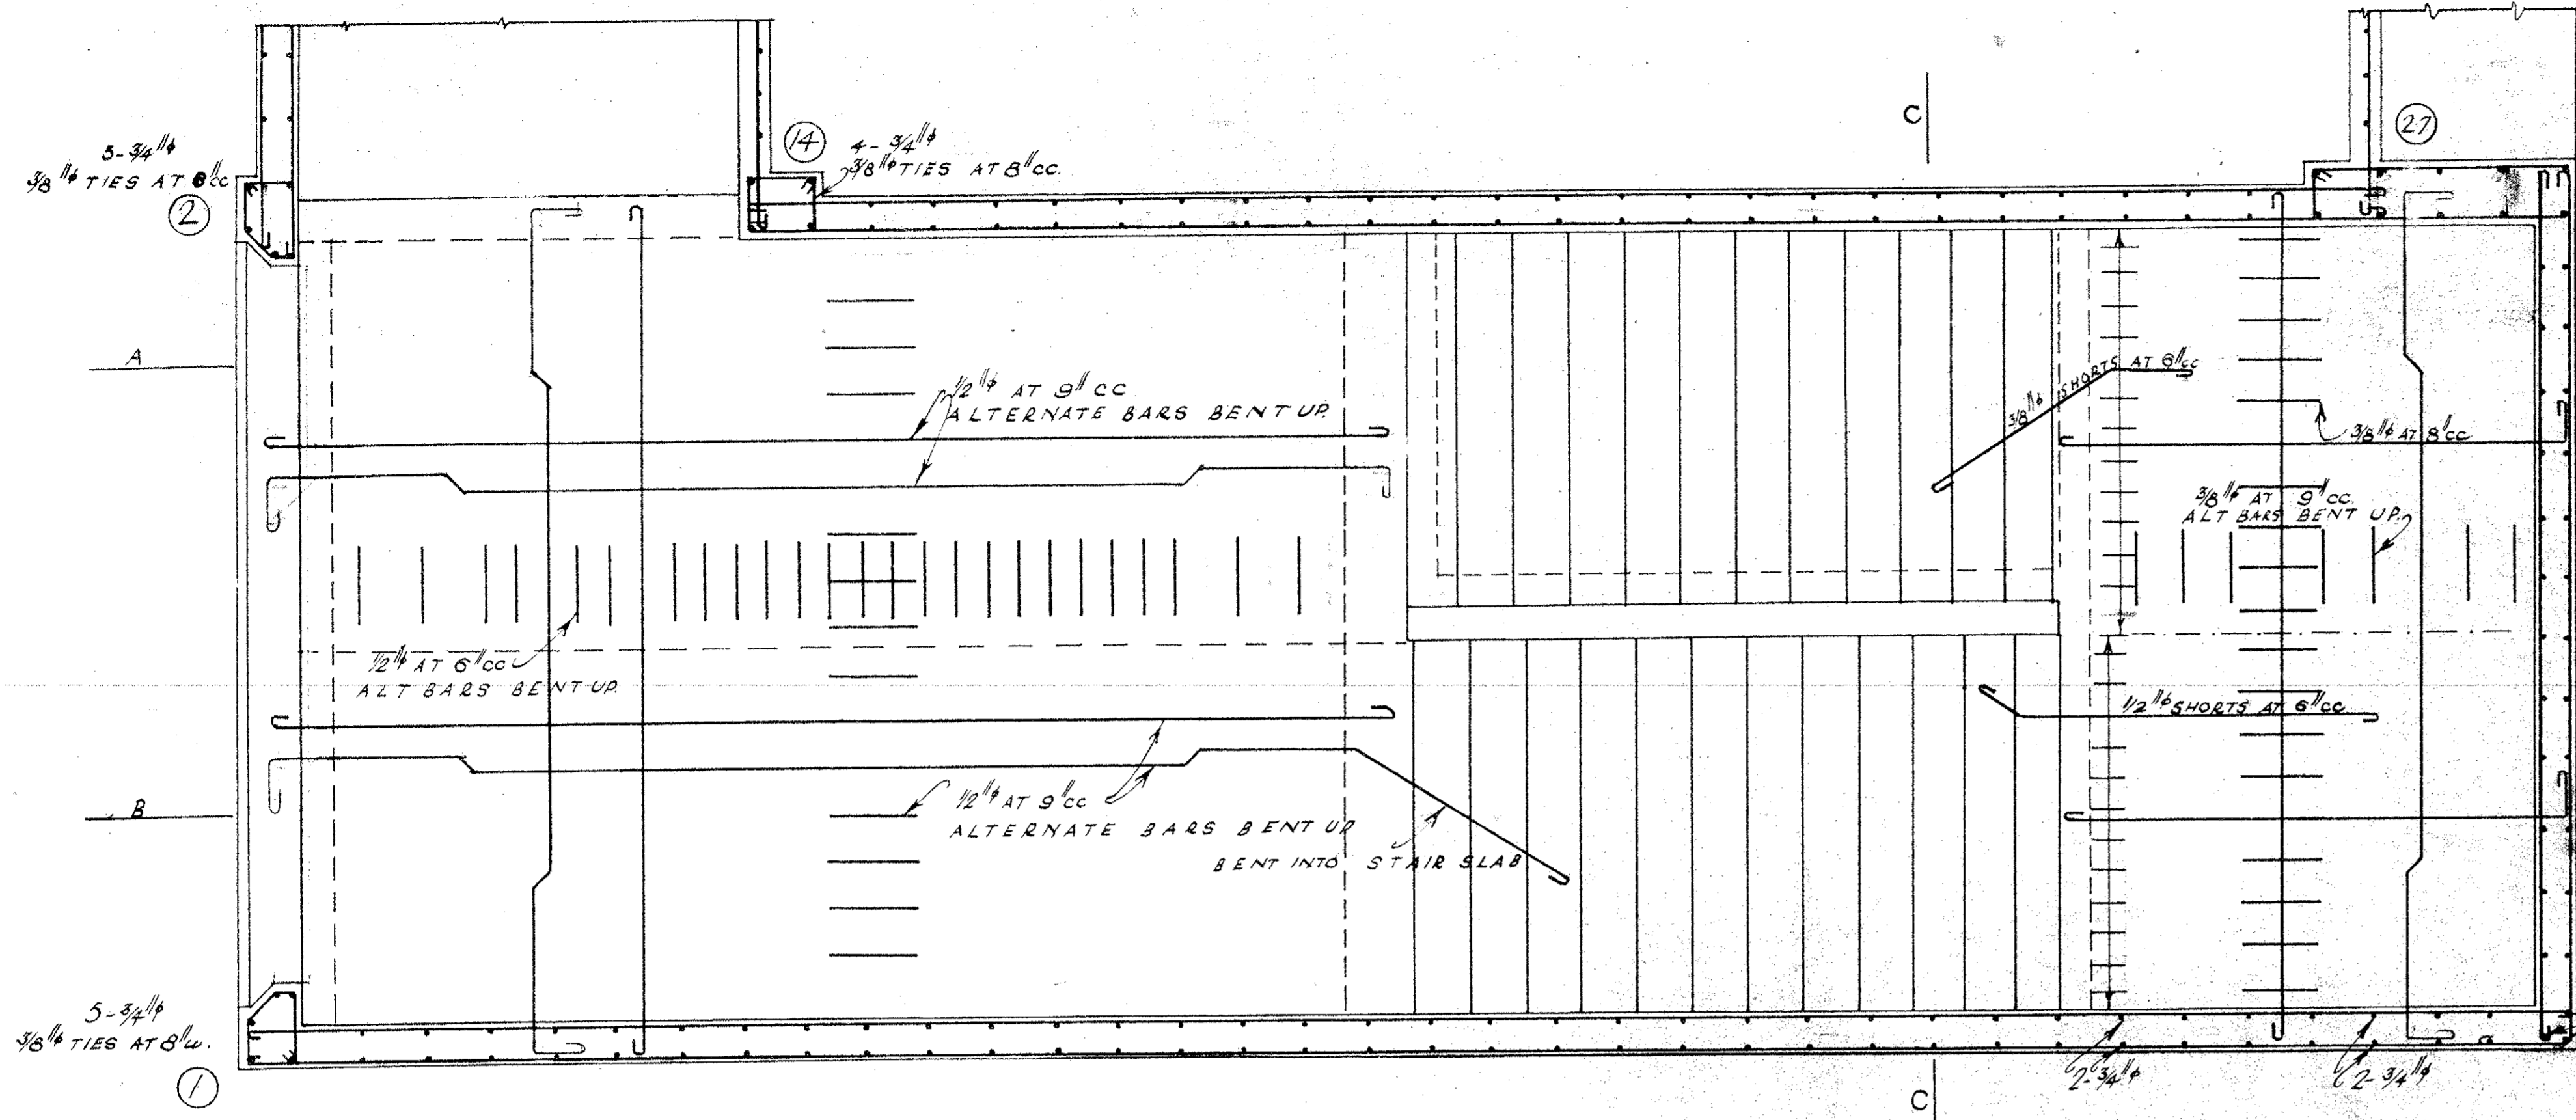 C
27
14
4-3/4"φ
3/8"φ TIES AT 8"CC.
5-3/4"φ
3/8"φ TIES AT 8"CC
2
A
1/2"φ AT 9"CC
ALTERNATE BARS BENT UP.
3/8"φ SHORTS AT 6"CC
3/8"φ AT 8"CC
3/8"φ AT 9"CC.
ALT BARS BENT UP.
1/2"φ AT 6"CC
ALT BARS BENT UP.
1/2"φ SHORTS AT 6"CC
B
1/2"φ AT 9"CC
ALTERNATE BARS BENT UP
BENT INTO STAIR SLAB
5-3/4"φ
3/8"φ TIES AT 8"CC.
1
2-3/4"φ
2-3/4"φ
C